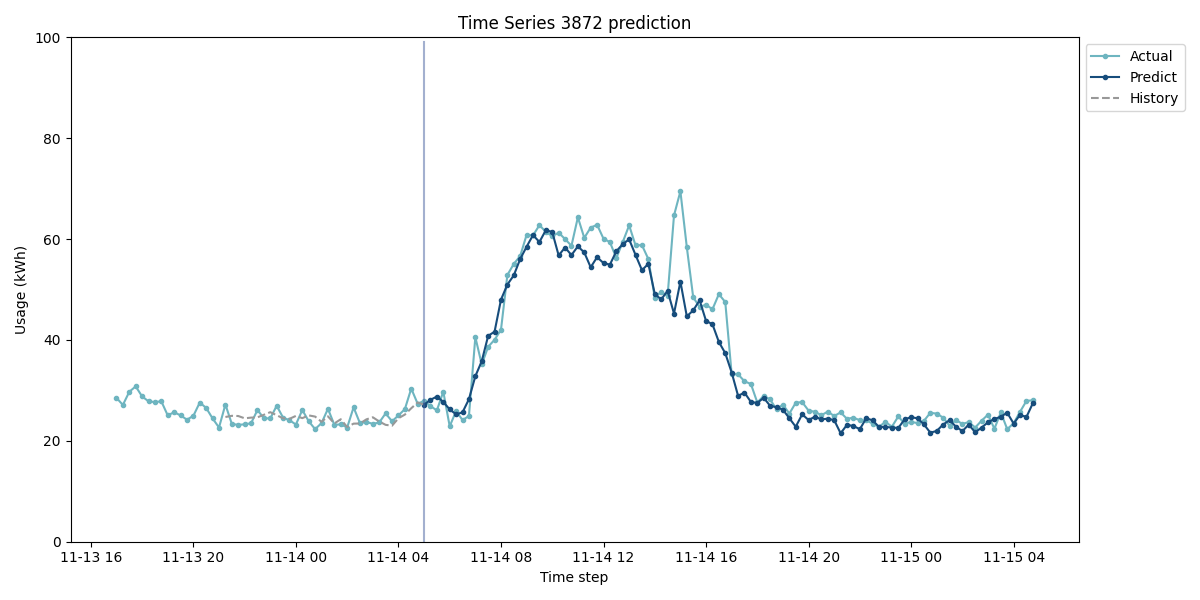 Time Series 3872 prediction
100
80
60
40
20
0
Usage (kWh)
11-13 16
11-13 20
11-14 00
11-14 04
11-14 08
11-14 12
11-14 16
11-14 20
11-15 00
11-15 04
Time step
Actual
Predict
History